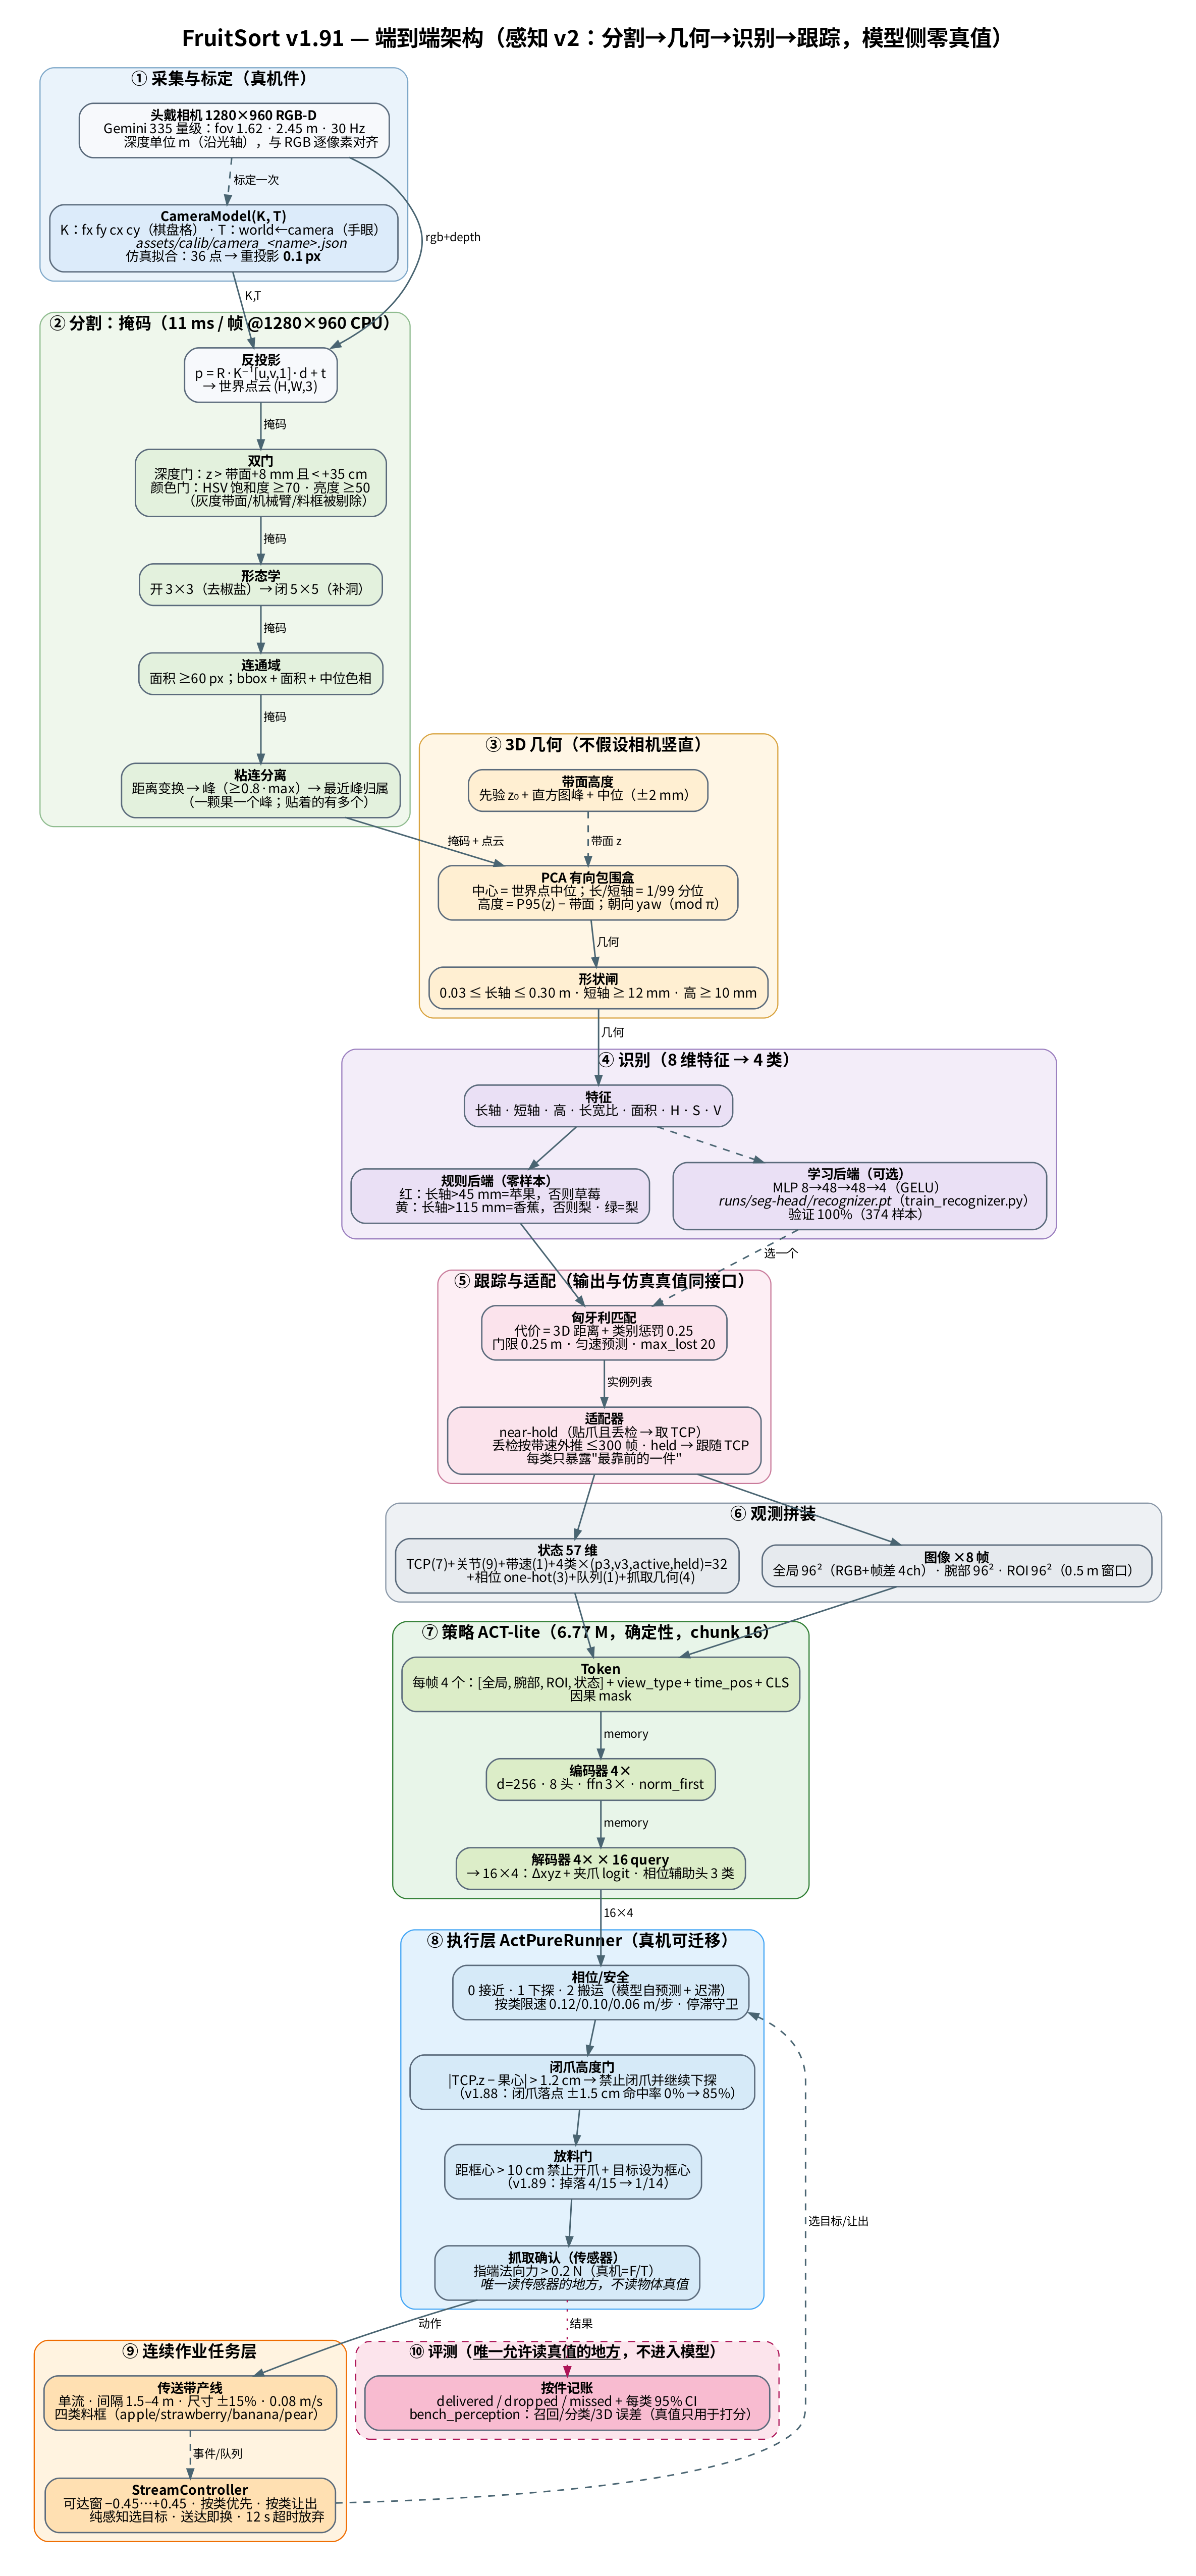 FruitSort v1.91 — 端到端架构（感知 v2：分割→几何→识别→跟踪，模型侧零真值）
① 采集与标定（真机件）
头戴相机 1280×960 RGB-D
Gemini 335 量级：fov 1.62 · 2.45 m · 30 Hz
深度单位 m（沿光轴），与 RGB 逐像素对齐
标定一次
CameraModel(K, T)
K：fx fy cx cy（棋盘格）· T：world←camera（手眼）
assets/calib/camera_<name>.json
仿真拟合：36 点 → 重投影 0.1 px
rgb+depth
K,T
② 分割：掩码（11 ms / 帧 @1280×960 CPU）
反投影
p = R · K⁻¹[u,v,1] · d + t
→ 世界点云 (H,W,3)
掩码
双门
深度门：z > 带面+8 mm 且 < +35 cm
颜色门：HSV 饱和度 ≥70 · 亮度 ≥50
（灰度带面/机械臂/料框被剔除）
掩码
形态学
开 3×3（去椒盐）→ 闭 5×5（补洞）
掩码
连通域
面积 ≥60 px；bbox + 面积 + 中位色相
掩码
粘连分离
距离变换 → 峰（≥0.8·max）→ 最近峰归属
（一颗果一个峰；贴着的有多个）
掩码 + 点云
③ 3D 几何（不假设相机竖直）
带面高度
先验 z₀ + 直方图峰 + 中位（±2 mm）
带面 z
PCA 有向包围盒
中心 = 世界点中位；长/短轴 = 1/99 分位
高度 = P95(z) − 带面；朝向 yaw（mod π）
几何
形状闸
0.03 ≤ 长轴 ≤ 0.30 m · 短轴 ≥ 12 mm · 高 ≥ 10 mm
几何
④ 识别（8 维特征 → 4 类）
特征
长轴 · 短轴 · 高 · 长宽比 · 面积 · H · S · V
规则后端（零样本）
红：长轴>45 mm=苹果，否则草莓
黄：长轴>115 mm=香蕉，否则梨 · 绿=梨
学习后端（可选）
MLP 8→48→48→4（GELU）
runs/seg-head/recognizer.pt（train_recognizer.py）
验证 100%（374 样本）
选一个
⑤ 跟踪与适配（输出与仿真真值同接口）
匈牙利匹配
代价 = 3D 距离 + 类别惩罚 0.25
门限 0.25 m · 匀速预测 · max_lost 20
实例列表
适配器
near-hold（贴爪且丢检 → 取 TCP）
丢检按带速外推 ≤300 帧 · held → 跟随 TCP
每类只暴露"最靠前的一件"
⑥ 观测拼装
状态 57 维
TCP(7)+关节(9)+带速(1)+4类×(p3,v3,active,held)=32
+相位 one-hot(3)+队列(1)+抓取几何(4)
图像 ×8 帧
全局 96²（RGB+帧差 4ch）· 腕部 96² · ROI 96²（0.5 m 窗口）
⑦ 策略 ACT-lite（6.77 M，确定性，chunk 16）
Token
每帧 4 个：[全局, 腕部, ROI, 状态] + view_type + time_pos + CLS
因果 mask
memory
编码器 4×
d=256 · 8 头 · ffn 3× · norm_first
memory
解码器 4× × 16 query
→ 16×4：Δxyz + 夹爪 logit · 相位辅助头 3 类
16×4
⑧ 执行层 ActPureRunner（真机可迁移）
相位/安全
0 接近 · 1 下探 · 2 搬运（模型自预测 + 迟滞）
按类限速 0.12/0.10/0.06 m/步 · 停滞守卫
闭爪高度门
|TCP.z − 果心| > 1.2 cm → 禁止闭爪并继续下探
（v1.88：闭爪落点 ±1.5 cm 命中率 0% → 85%）
放料门
距框心 > 10 cm 禁止开爪 + 目标设为框心
（v1.89：掉落 4/15 → 1/14）
抓取确认（传感器）
指端法向力 > 0.2 N（真机=F/T）
唯一读传感器的地方，不读物体真值
选目标/让出
动作
结果
⑨ 连续作业任务层
传送带产线
单流 · 间隔 1.5–4 m · 尺寸 ±15% · 0.08 m/s
四类料框（apple/strawberry/banana/pear）
事件/队列
StreamController
可达窗 −0.45…+0.45 · 按类优先 · 按类让出
纯感知选目标 · 送达即换 · 12 s 超时放弃
⑩ 评测（唯一允许读真值的地方，不进入模型）
按件记账
delivered / dropped / missed + 每类 95% CI
bench_perception：召回/分类/3D 误差（真值只用于打分）